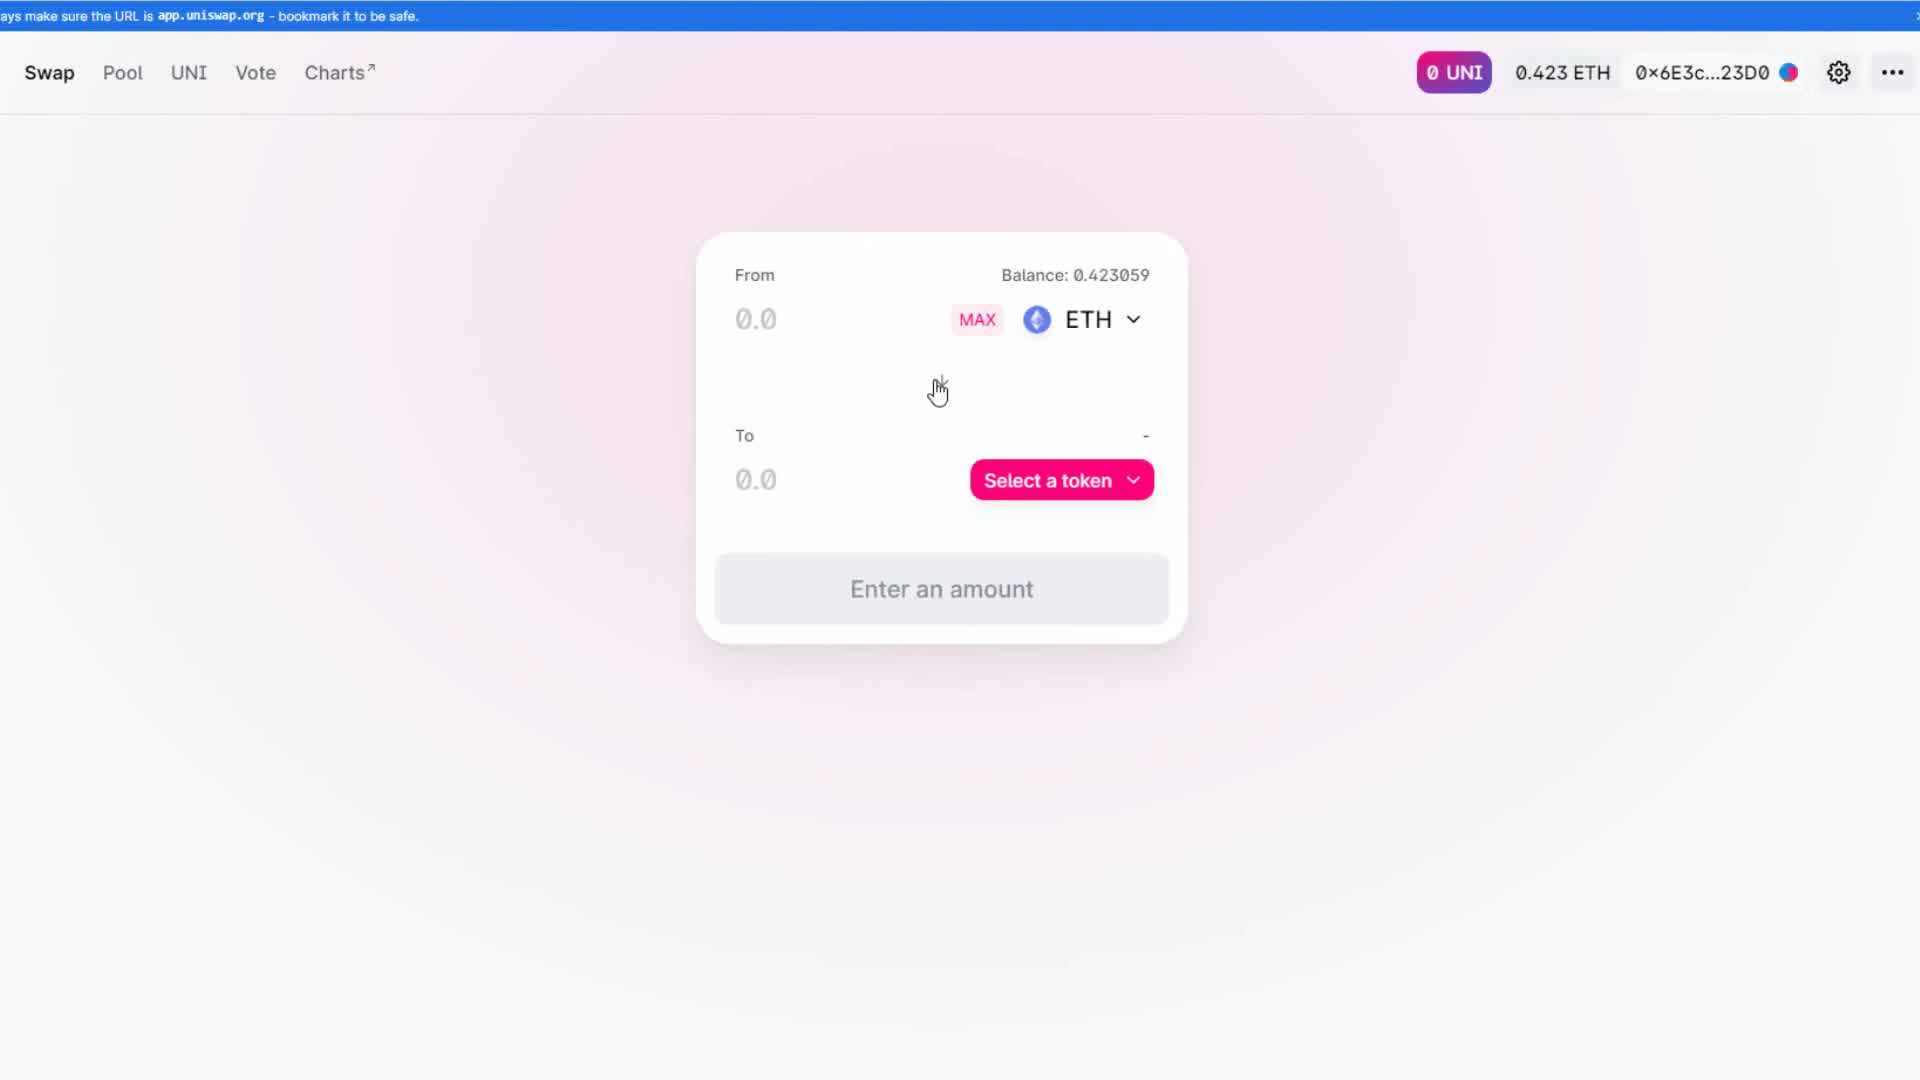 ays make sure the URL is app.uniswap.org - bookmark it to be safe.
Swap Pool UNI Vote Charts↗ 0 UNI 0.423 ETH 0x6E3c...23D0
From Balance: 0.423059
0.0 MAX ETH
To -
0.0 Select a token
Enter an amount